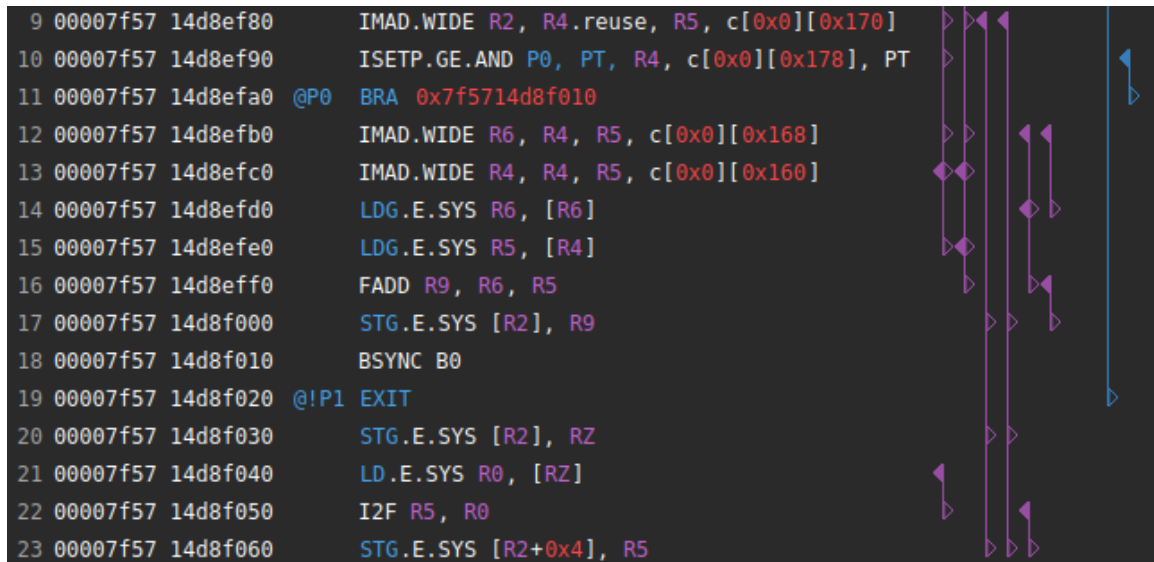 9 00007f57 14d8ef80 IMAD.WIDE R2, R4.reuse, R5, c[0x0][0x170]
10 00007f57 14d8ef90 ISETP.GE.AND P0, PT, R4, c[0x0][0x178], PT
11 00007f57 14d8efa0 @P0 BRA 0x7f5714d8f010
12 00007f57 14d8efb0 IMAD.WIDE R6, R4, R5, c[0x0][0x168]
13 00007f57 14d8efc0 IMAD.WIDE R4, R4, R5, c[0x0][0x160]
14 00007f57 14d8efd0 LDG.E.SYS R6, [R6]
15 00007f57 14d8efe0 LDG.E.SYS R5, [R4]
16 00007f57 14d8eff0 FADD R9, R6, R5
17 00007f57 14d8f000 STG.E.SYS [R2], R9
18 00007f57 14d8f010 BSYNC B0
19 00007f57 14d8f020 @!P1 EXIT
20 00007f57 14d8f030 STG.E.SYS [R2], RZ
21 00007f57 14d8f040 LD.E.SYS R0, [RZ]
22 00007f57 14d8f050 I2F R5, R0
23 00007f57 14d8f060 STG.E.SYS [R2+0x4], R5